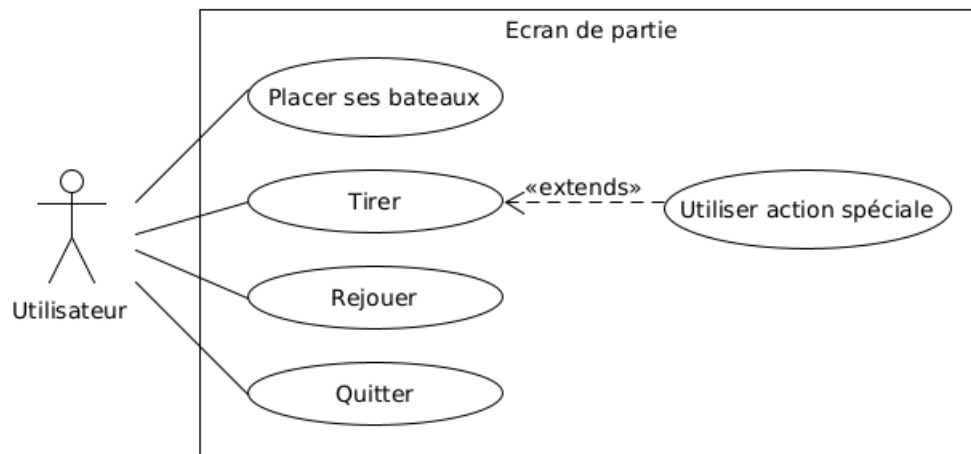 Ecran de partie
Placer ses bateaux
Tirer
«extends»
Utiliser action spéciale
Rejouer
Utilisateur
Quitter